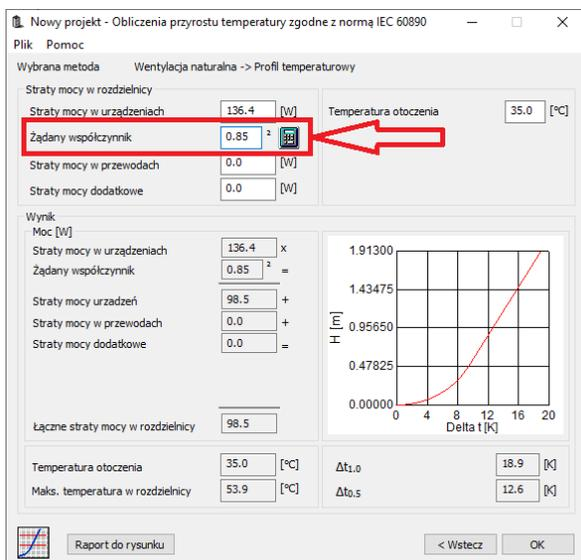 Nowy projekt - Obliczenia przyrostu temperatury zgodne z normą IEC 60890
Plik Pomoc
Wybrana metoda Wentylacja naturalna -> Profil temperaturowy
Straty mocy w rozdzielnicy
Straty mocy w urządzeniach 136.4 [W]
Temperatura otoczenia 35.0 [°C]
Żądany współczynnik 0.85 ²
Straty mocy w przewodach 0.0 [W]
Straty mocy dodatkowe 0.0 [W]
Wynik
Moc [W]
Straty mocy w urządzeniach 136.4 x
Żądany współczynnik 0.85 ² =
Straty mocy urzadzeń 98.5 +
Straty mocy w przewodach 0.0 +
Straty mocy dodatkowe 0.0 =
Łączne straty mocy w rozdzielnicy 98.5
1.91300
1.43475
0.95650
0.47825
0.00000
H [m]
0 4 8 12 16 20
Delta t [K]
Temperatura otoczenia 35.0 [°C]
Maks. temperatura w rozdzielnicy 53.9 [°C]
Δt1.0 18.9 [K]
Δt0.5 12.6 [K]
Raport do rysunku
< Wstecz
OK